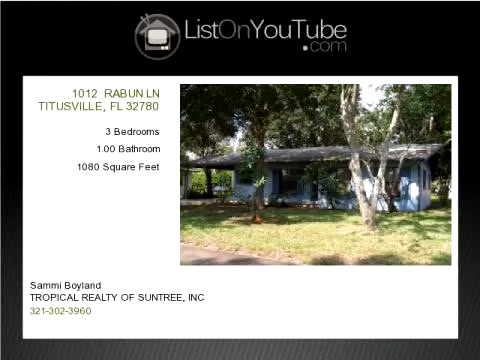 ListOnYouTube
.com
1012 RABUN LN
TITUSVILLE, FL 32780
3 Bedrooms
1.00 Bathroom
1080 Square Feet
Sammi Boyland
TROPICAL REALTY OF SUNTREE, INC
321-302-3960